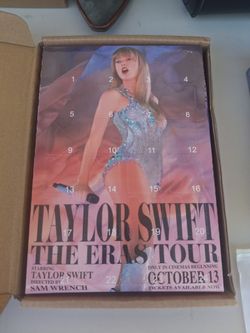 1 2 3 4
5 6 7 8
9 12
13 14 15 16
TAYLOR SWIFT
17 18 19 20
THE ERAS TOUR
STARRING
TAYLOR SWIFT
DIRECTED BY
SAM WRENCH
ONLY IN CINEMAS BEGINNING
OCTOBER 13
TICKETS AVAILABLE NOW
22